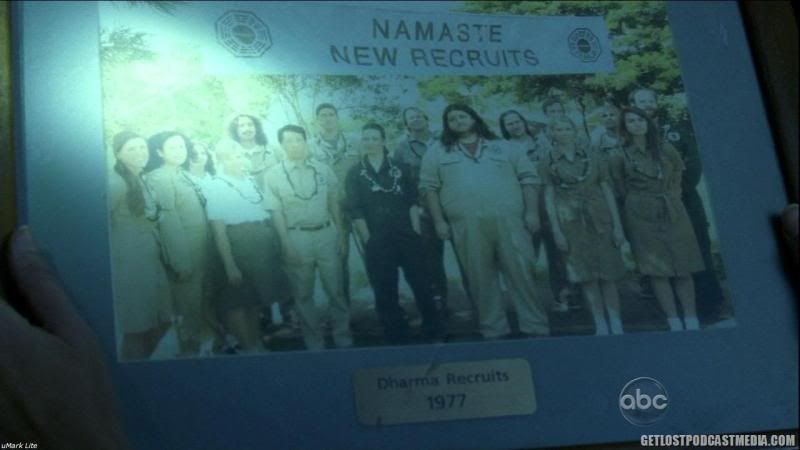 NAMASTE
NEW RECRUITS
Dharma Recruits
1977
abc
uMark Lite
GETLOSTPODCASTMEDIA.COM